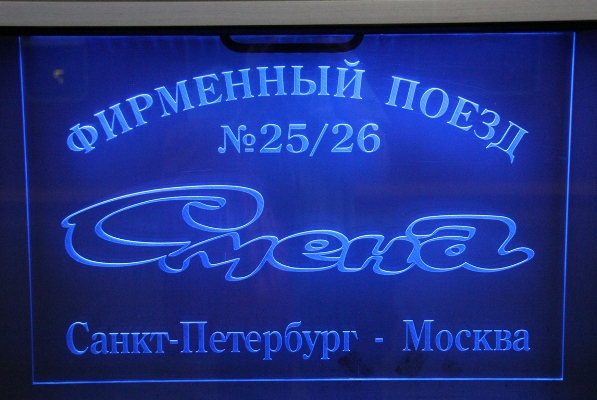 ФИРМЕННЫЙ ПОЕЗД
№25/26
Смена
Санкт-Петербург - Москва